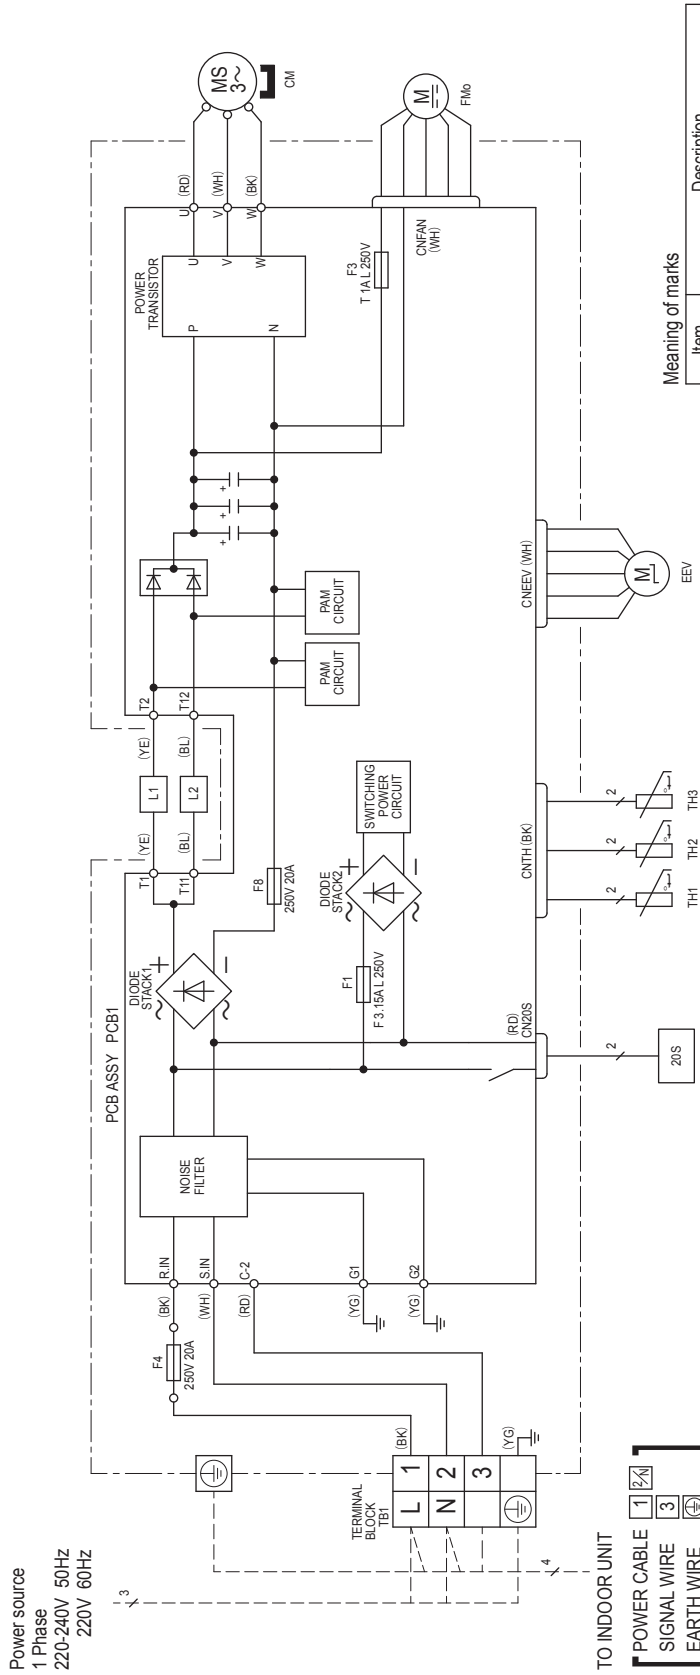 Power source
1 Phase
220-240V 50Hz
220V 60Hz
3
TO INDOOR UNIT
4
POWER CABLE 1 2/N
SIGNAL WIRE 3
EARTH WIRE
TERMINAL
BLOCK
TB1
L 1
N 2
3
(BK)
(YG)
F4
250V 20A
(BK)
(WH)
(RD)
(YG)
(YG)
R.IN
S.IN
C-2
G1
G2
PCB ASSY PCB1
NOISE
FILTER
DIODE
STACK1
+
−
F8
250V 20A
F1
F 3.15A L 250V
DIODE
STACK2
+
−
SWITCHING
POWER
CIRCUIT
(RD)
CN20S
2
20S
T1
T11
(YE)
(BL)
L1
L2
(YE)
(BL)
T2
T12
PAM
CIRCUIT
PAM
CIRCUIT
+
+
+
CNTH (BK)
2
2
2
TH1
TH2
TH3
CNEEV (WH)
M
EEV
POWER
TRANSISTOR
P
N
U
V
W
U
V
W
(RD)
(WH)
(BK)
MS
3~
CM
F3
T 1A L 250V
CNFAN
(WH)
M
FMo
Meaning of marks
Item
Description